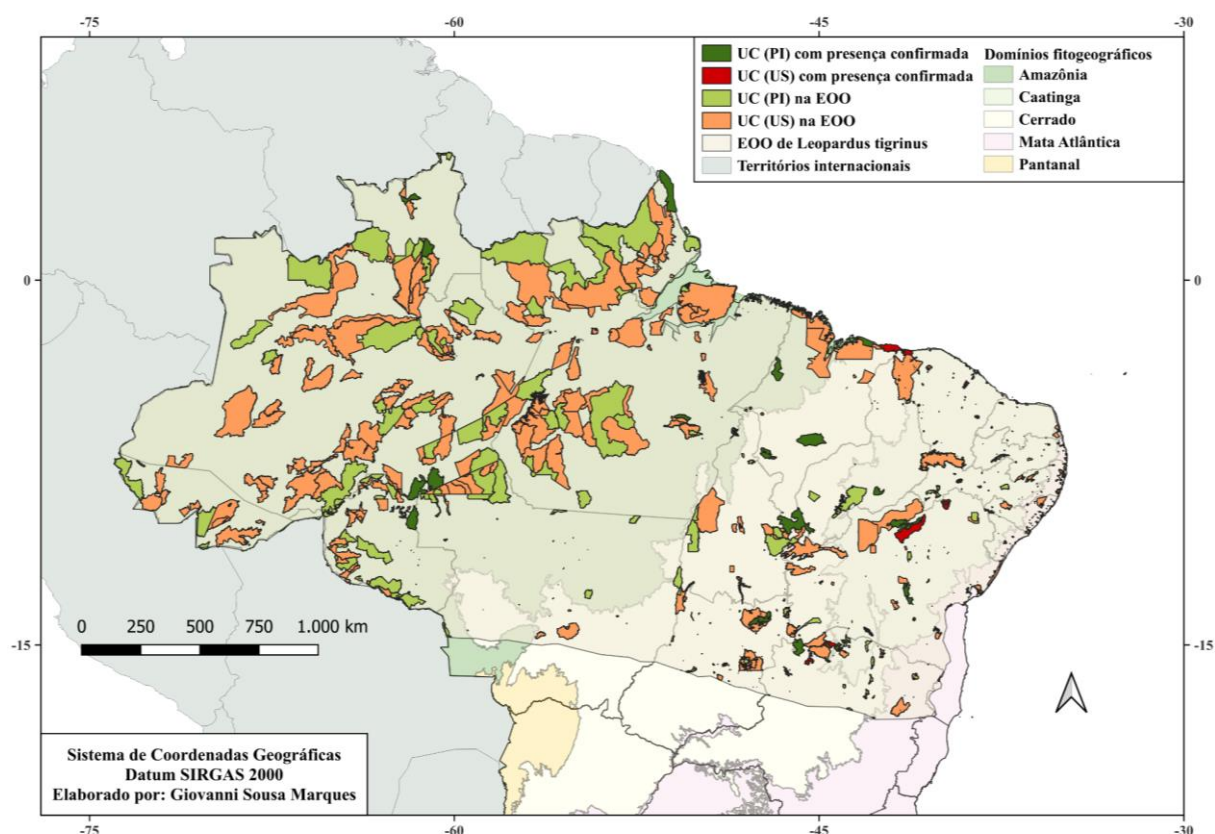 -75 -60 -45 -30
UC (PI) com presença confirmada
UC (US) com presença confirmada
UC (PI) na EOO
UC (US) na EOO
EOO de Leopardus tigrinus
Territórios internacionais
Domínios fitogeográficos
Amazônia
Caatinga
Cerrado
Mata Atlântica
Pantanal
0 0
0 250 500 750 1.000 km
-15 -15
Sistema de Coordenadas Geográficas
Datum SIRGAS 2000
Elaborado por: Giovanni Sousa Marques
-75 -60 -45 -30